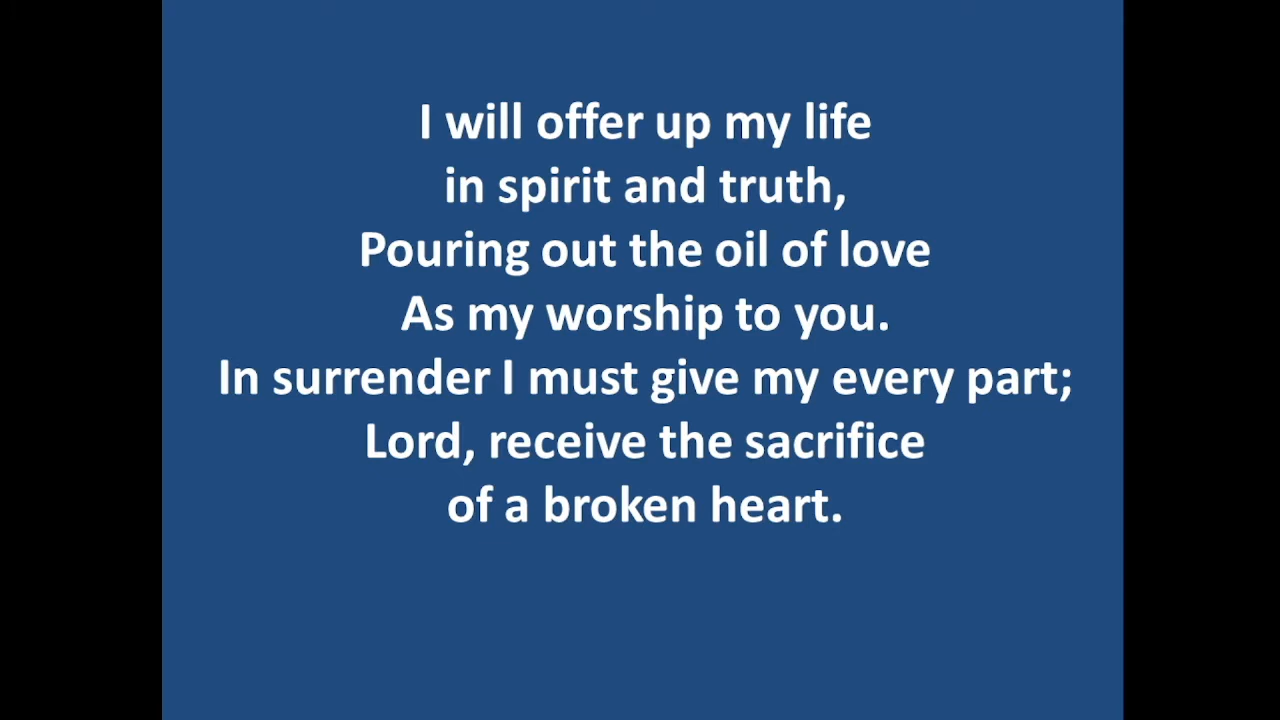 I will offer up my life
in spirit and truth,
Pouring out the oil of love
As my worship to you.
In surrender I must give my every part;
Lord, receive the sacrifice
of a broken heart.